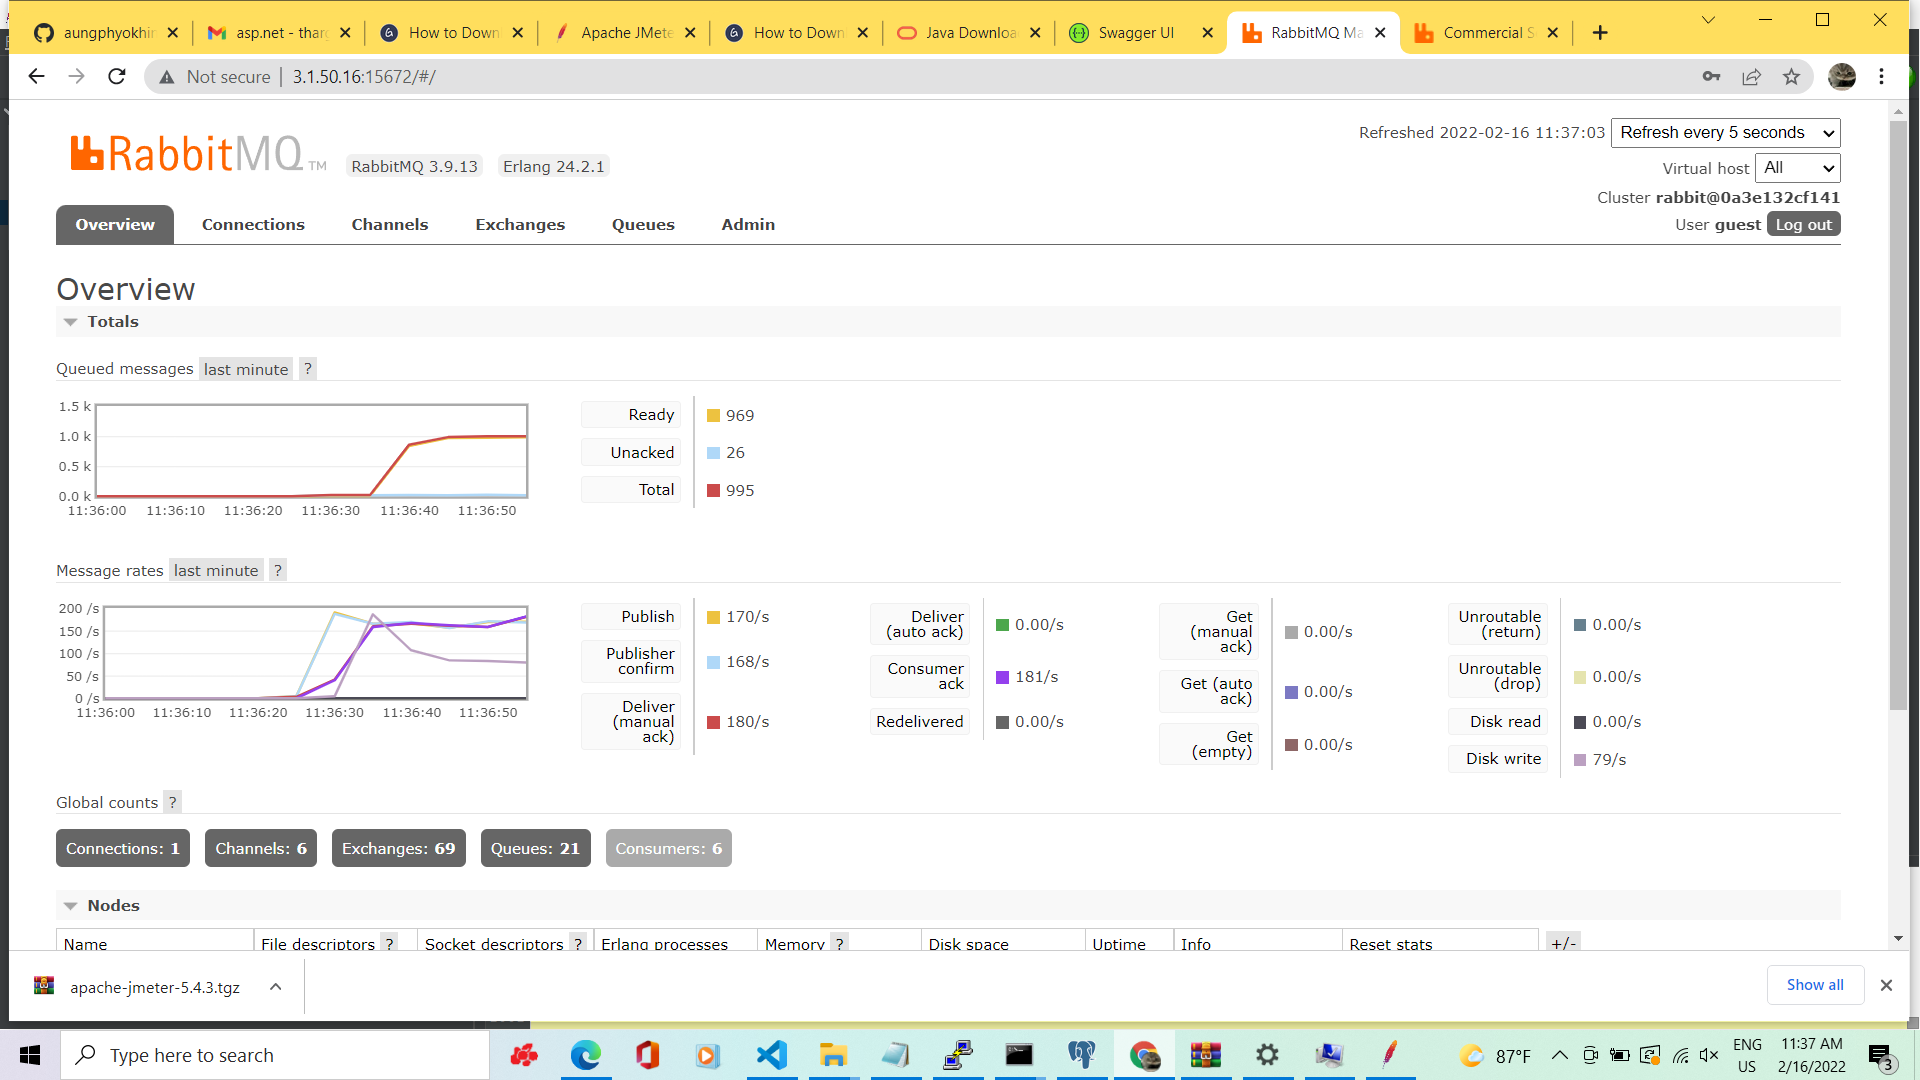 aungphyokhin
asp.net - thar
How to Down
Apache JMete
How to Down
Java Downloa
Swagger UI
RabbitMQ Ma
Commercial S
Not secure
3.1.50.16:15672/#/
RabbitMQ TM
RabbitMQ 3.9.13
Erlang 24.2.1
Refreshed 2022-02-16 11:37:03
Refresh every 5 seconds
Virtual host All
Cluster rabbit@0a3e132cf141
User guest Log out
Overview Connections Channels Exchanges Queues Admin
Overview
Totals
Queued messages last minute ?
1.5 k
1.0 k
0.5 k
0.0 k
11:36:00 11:36:10 11:36:20 11:36:30 11:36:40 11:36:50
Ready 969
Unacked 26
Total 995
Message rates last minute ?
200 /s
150 /s
100 /s
50 /s
0 /s
11:36:00 11:36:10 11:36:20 11:36:30 11:36:40 11:36:50
Publish 170/s
Publisher
confirm 168/s
Deliver
(manual
ack) 180/s
Deliver
(auto ack) 0.00/s
Consumer
ack 181/s
Redelivered 0.00/s
Get
(manual
ack) 0.00/s
Get (auto
ack) 0.00/s
Get
(empty) 0.00/s
Unroutable
(return) 0.00/s
Unroutable
(drop) 0.00/s
Disk read 0.00/s
Disk write 79/s
Global counts ?
Connections: 1 Channels: 6 Exchanges: 69 Queues: 21 Consumers: 6
Nodes
Name File descriptors ? Socket descriptors ? Erlang processes Memory ? Disk space Uptime Info Reset stats +/-
apache-jmeter-5.4.3.tgz
Show all
Type here to search
87°F
ENG
US
11:37 AM
2/16/2022
3